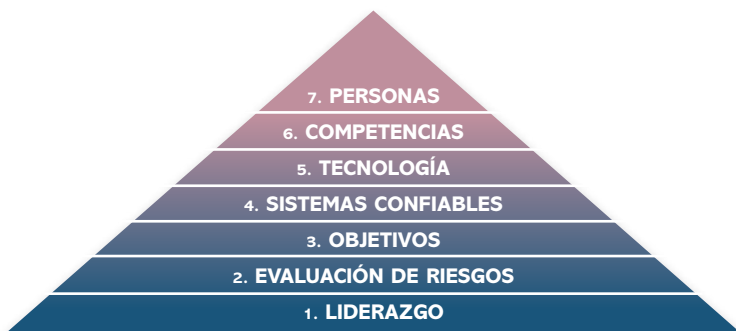 7. PERSONAS
6. COMPETENCIAS
5. TECNOLOGÍA
4. SISTEMAS CONFIABLES
3. OBJETIVOS
2. EVALUACIÓN DE RIESGOS
1. LIDERAZGO